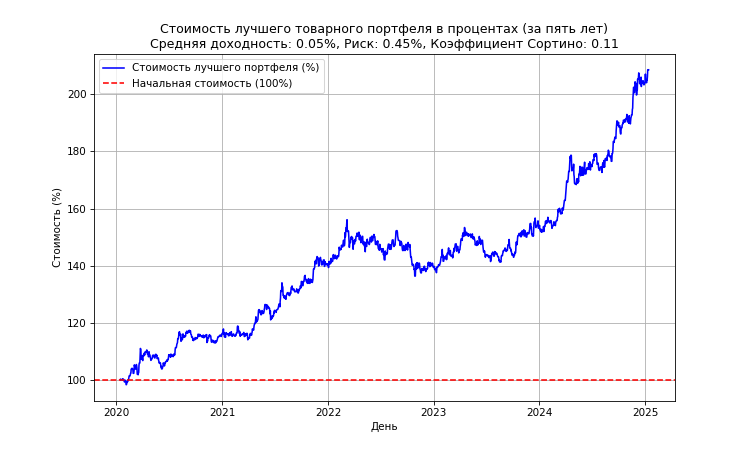 Стоимость лучшего товарного портфеля в процентах (за пять лет)
Средняя доходность: 0.05%, Риск: 0.45%, Коэффициент Сортино: 0.11
Стоимость лучшего портфеля (%)
Начальная стоимость (100%)
Стоимость (%)
200
180
160
140
120
100
2020 2021 2022 2023 2024 2025
День